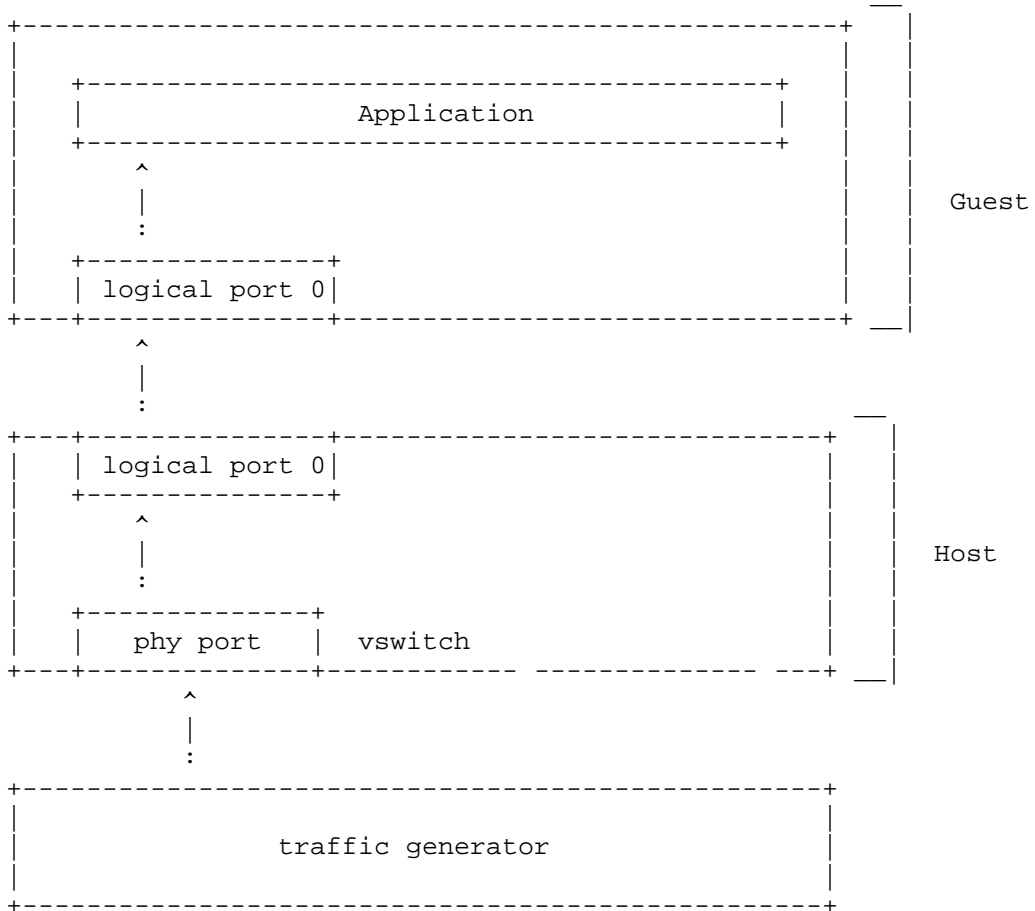 Application
Guest
logical port 0
logical port 0
Host
phy port vswitch
traffic generator